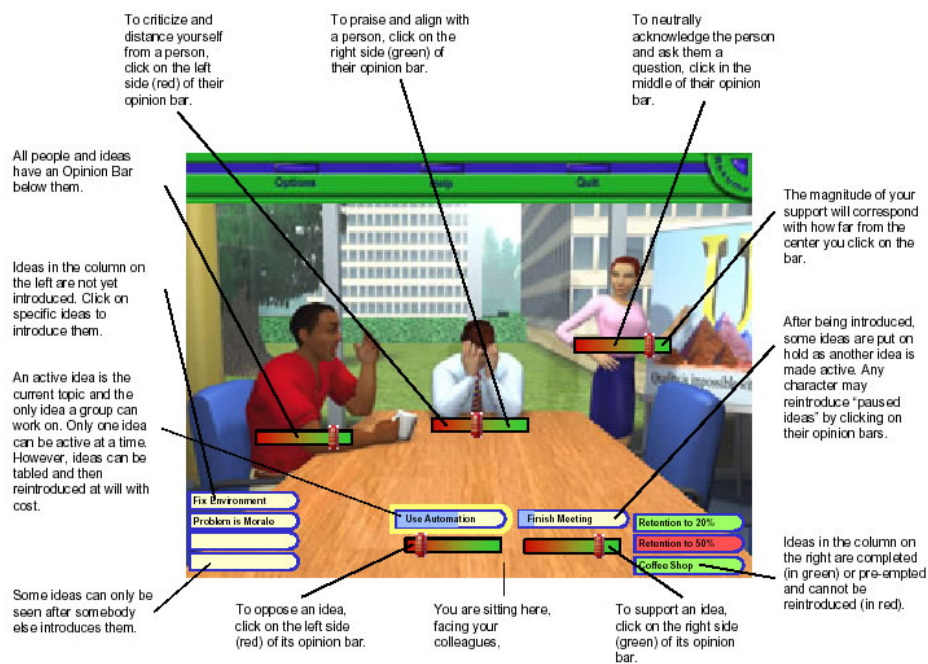 To criticize and
distance yourself
from a person,
click on the left
side (red) of their
opinion bar.
To praise and align with
a person, click on the
right side (green) of
their opinion bar.
To neutrally
acknowledge the person
and ask them a
question, click in the
middle of their opinion
bar.
All people and ideas
have an Opinion Bar
below them.
Ideas in the column on
the left are not yet
introduced. Click on
specific ideas to
introduce them.
An active idea is the
current topic and the
only idea a group can
work on. Only one idea
can be active at a time.
However, ideas can be
tabled and then
reintroduced at will with
cost.
Some ideas can only be
seen after somebody
else introduces them.
Options
Help
Quit
Quality is Impossible wit
Fix Environment
Problem is Morale
Use Automation
Finish Meeting
Retention to 20%
Retention to 50%
Coffee Shop
The magnitude of your
support will correspond
with how far from the
center you click on the
bar.
After being introduced,
some ideas are put on
hold as another idea is
made active. Any
character may
reintroduce “paused
ideas” by clicking on
their opinion bars.
Ideas in the column on
the right are completed
(in green) or pre-empted
and cannot be
reintroduced (in red).
To oppose an idea,
click on the left side
(red) of its opinion bar.
You are sitting here,
facing your
colleagues,
To support an idea,
click on the right side
(green) of its opinion
bar.